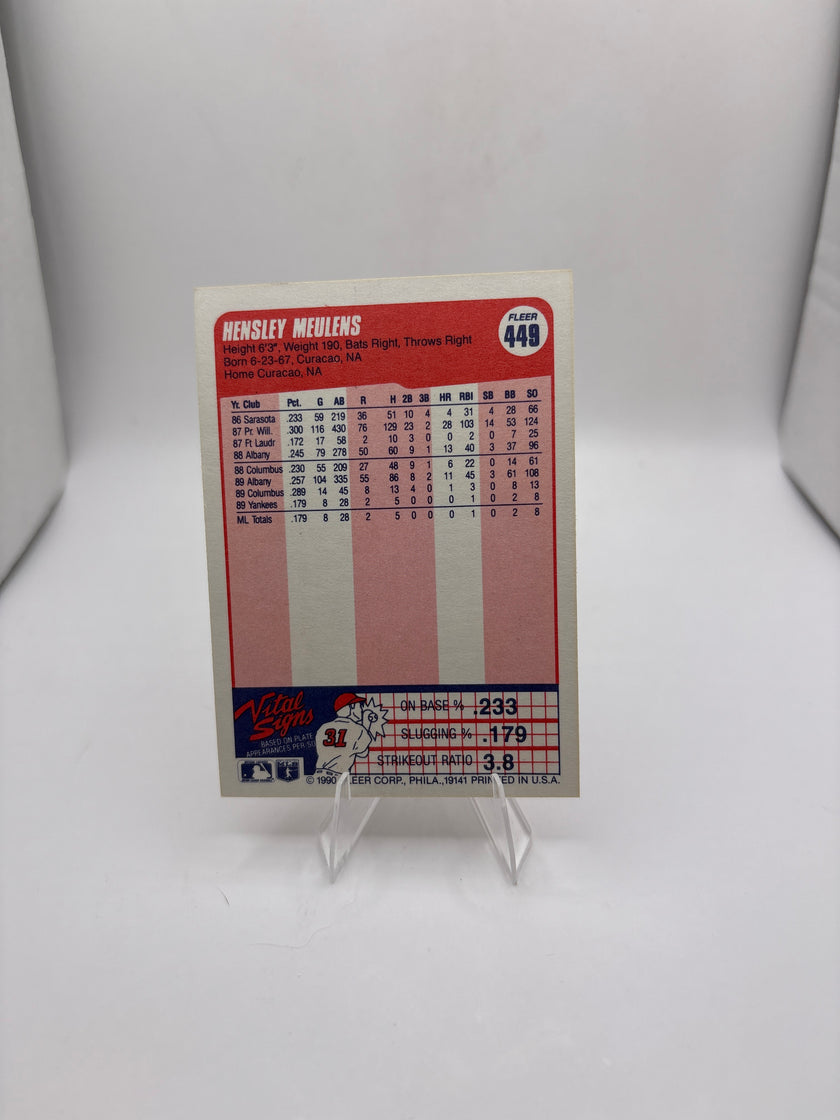 HENSLEY MEULENS
FLEER
449
Height 6'3", Weight 190, Bats Right, Throws Right
Born 6-23-67, Curacao, NA
Home Curacao, NA
Yr. Club Pct. G AB R H 2B 3B HR RBI SB BB SO
86 Sarasota .233 59 219 36 51 10 4 4 31 4 28 66
87 Pr. Will. .300 116 430 76 129 23 2 28 103 14 53 124
87 Ft Laudr .172 17 58 2 10 3 0 0 2 0 7 25
88 Albany .245 79 278 50 60 9 1 13 40 3 37 96
88 Columbus .230 55 209 27 48 9 1 6 22 0 14 61
89 Albany .257 104 335 55 86 8 2 11 45 3 61 108
89 Columbus .289 14 45 8 13 4 0 1 3 0 8 13
89 Yankees .179 8 28 2 5 0 0 0 1 0 2 8
ML Totals .179 8 28 2 5 0 0 0 1 0 2 8
Vital
Signs
BASED ON PLATE
APPEARANCES PER SO
31
ON BASE % .233
SLUGGING % .179
STRIKEOUT RATIO 3.8
© 1990 FLEER CORP., PHILA., 19141 PRINTED IN U.S.A.